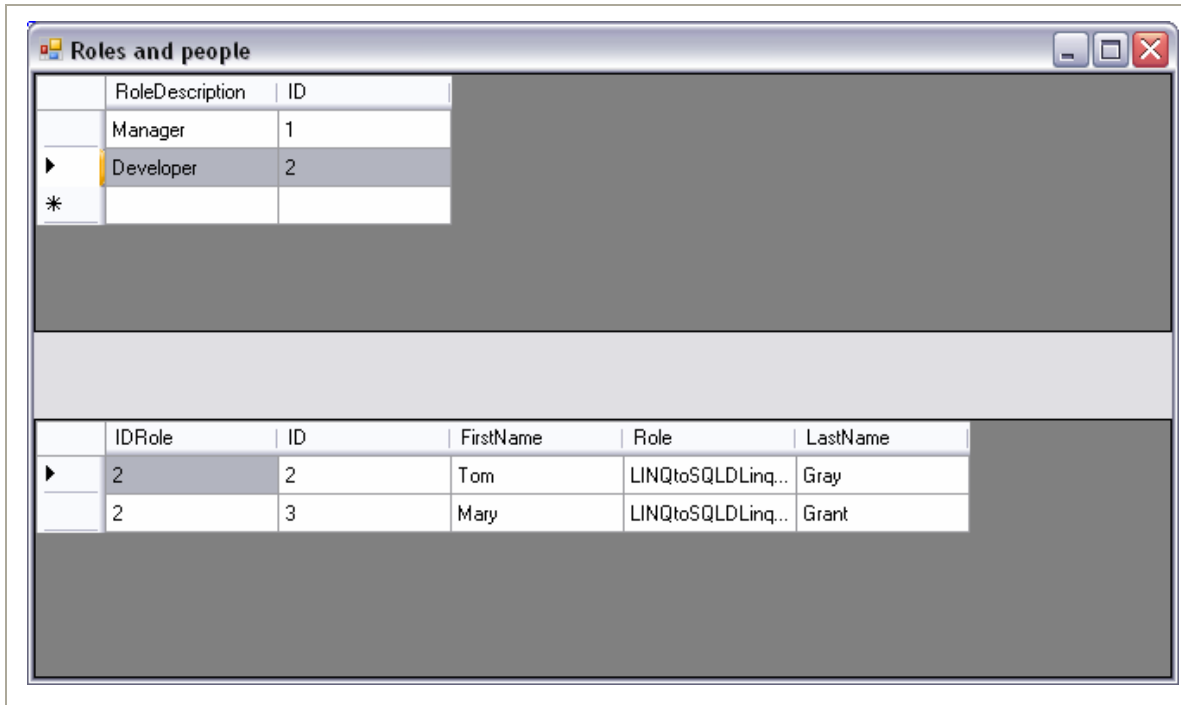 Roles and people
RoleDescription ID
Manager 1
Developer 2
IDRole ID FirstName Role LastName
2 2 Tom LINQtoSQLDLinq... Gray
2 3 Mary LINQtoSQLDLinq... Grant